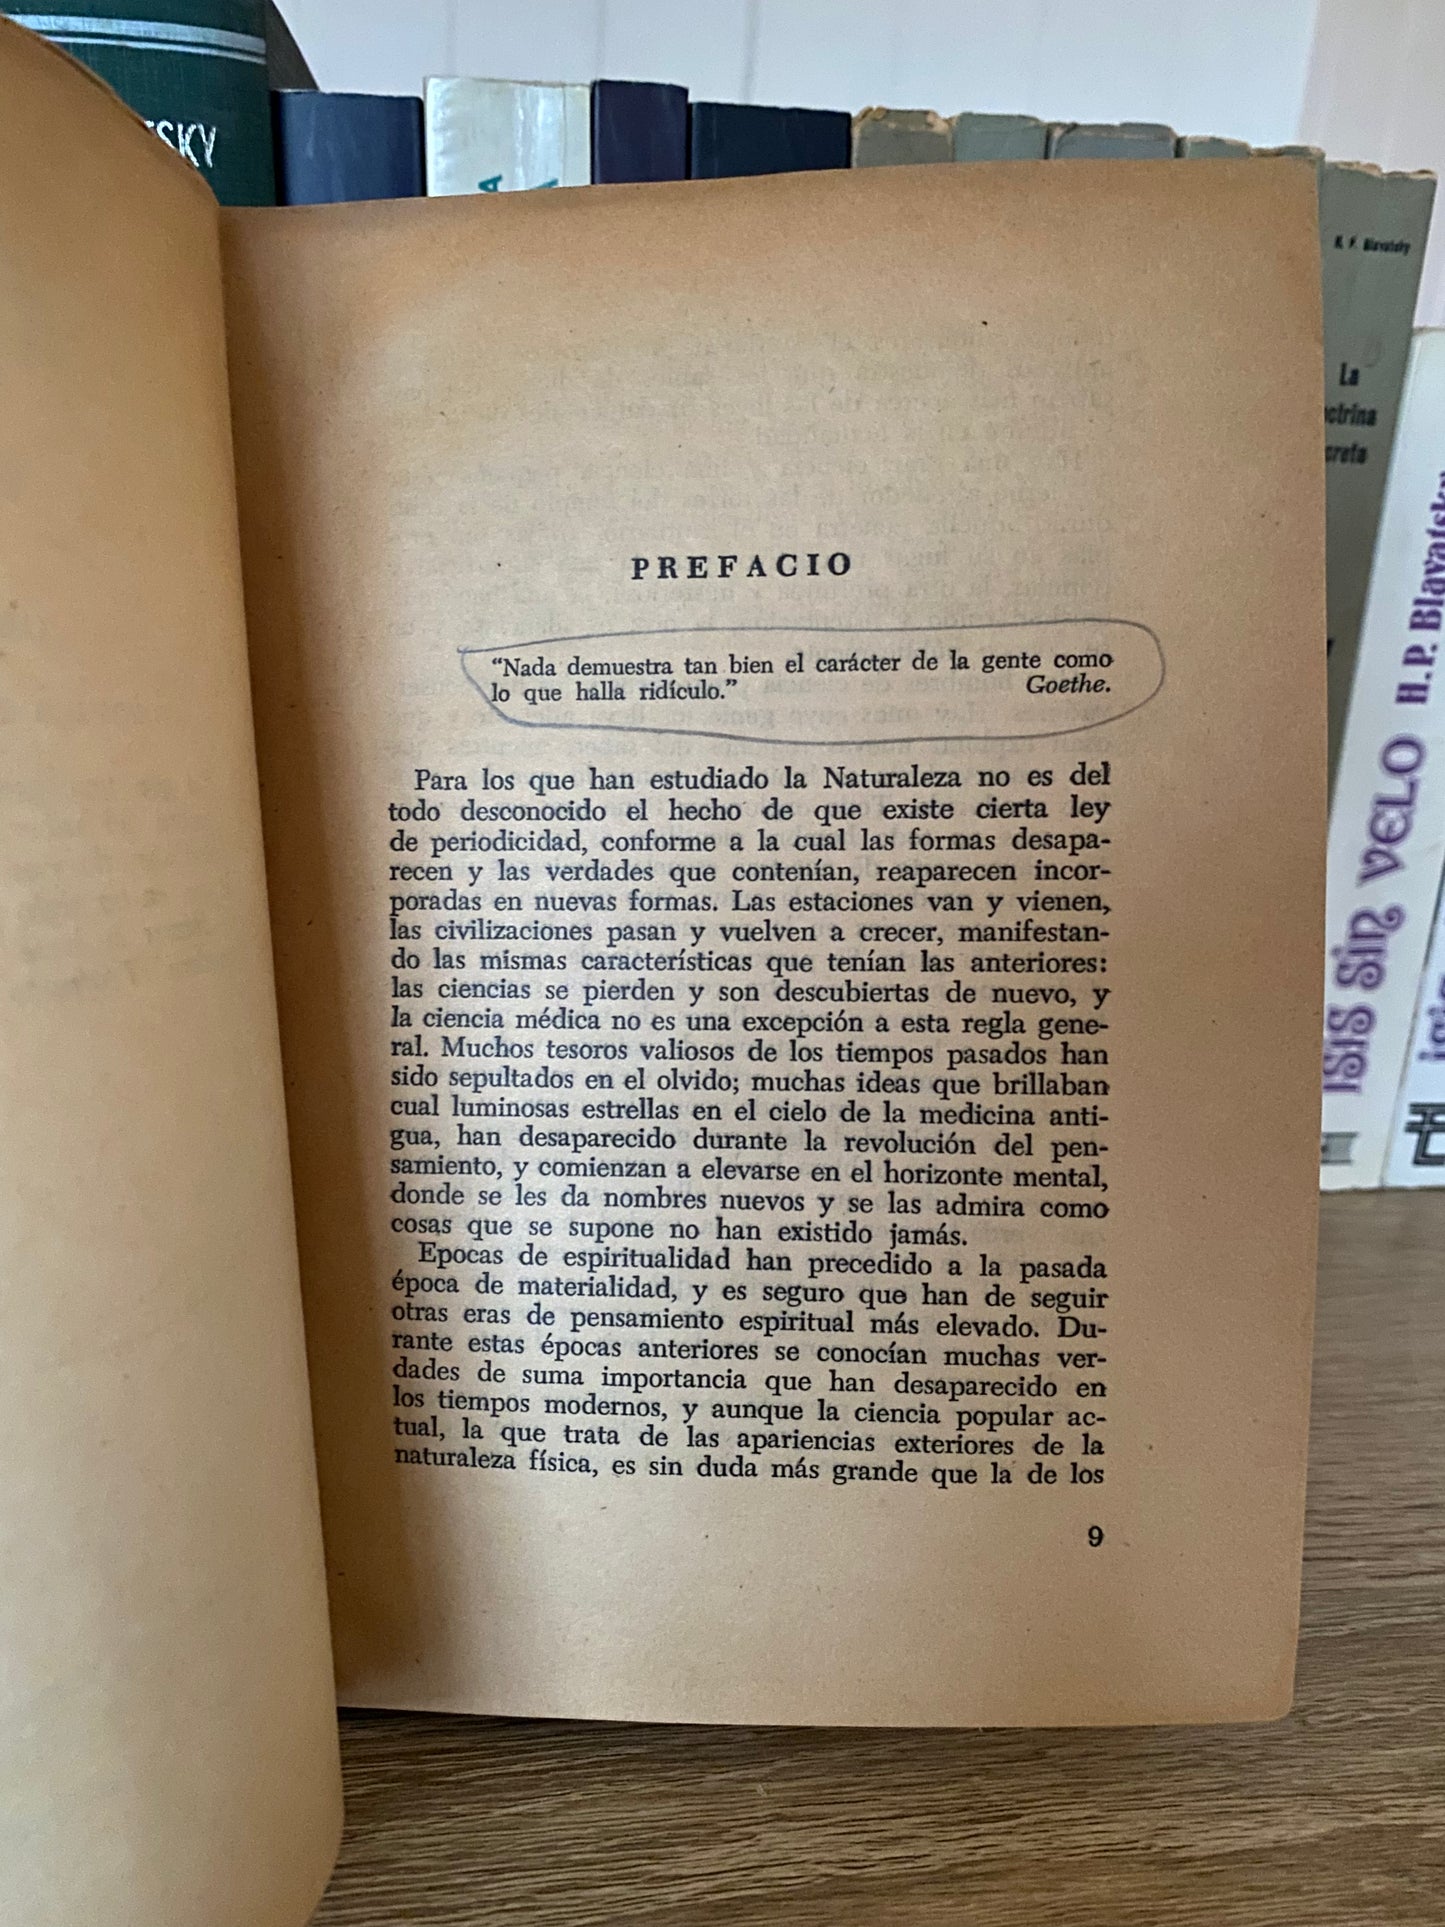 SKY
H. P. Blavatsky
La
PREFACIO
"Nada demuestra tan bien el carácter de la gente como
lo que halla ridículo." Goethe.
Para los que han estudiado la Naturaleza no es del
todo desconocido el hecho de que existe cierta ley
de periodicidad, conforme a la cual las formas desapa-
recen y las verdades que contenían, reaparecen incor-
poradas en nuevas formas. Las estaciones van y vienen,
las civilizaciones pasan y vuelven a crecer, manifestan-
do las mismas características que tenían las anteriores:
las ciencias se pierden y son descubiertas de nuevo, y
la ciencia médica no es una excepción a esta regla gene-
ral. Muchos tesoros valiosos de los tiempos pasados han
sido sepultados en el olvido; muchas ideas que brillaban
cual luminosas estrellas en el cielo de la medicina anti-
gua, han desaparecido durante la revolución del pen-
samiento, y comienzan a elevarse en el horizonte mental,
donde se les da nombres nuevos y se las admira como
cosas que se supone no han existido jamás.
Epocas de espiritualidad han precedido a la pasada
época de materialidad, y es seguro que han de seguir
otras eras de pensamiento espiritual más elevado. Du-
rante estas épocas anteriores se conocían muchas ver-
dades de suma importancia que han desaparecido en
los tiempos modernos, y aunque la ciencia popular ac-
tual, la que trata de las apariencias exteriores de la
naturaleza física, es sin duda más grande que la de los
9
ISIS SIN VELO H. P. Blavatsky